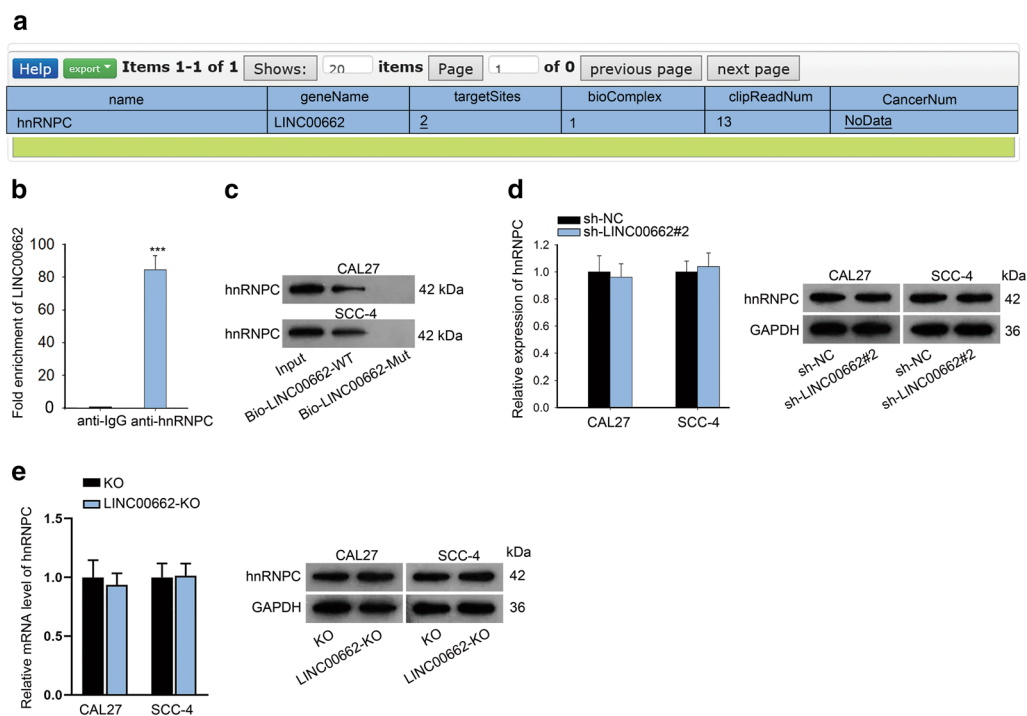 a
Help export Items 1-1 of 1 Shows: 20 items Page 1 of 0 previous page next page
name geneName targetSites bioComplex clipReadNum CancerNum
hnRNPC LINC00662 2 1 13 NoData
b
Fold enrichment of LINC00662
100
80
60
40
20
0
***
anti-IgG anti-hnRNPC
c
CAL27
hnRNPC 42 kDa
SCC-4
hnRNPC 42 kDa
Input
Bio-LINC00662-WT
Bio-LINC00662-Mut
d
sh-NC
sh-LINC00662#2
Relative expression of hnRNPC
1.2
1.0
0.8
0.6
0.4
0.2
0.0
CAL27 SCC-4
CAL27 SCC-4 kDa
hnRNPC 42
GAPDH 36
sh-NC
sh-LINC00662#2
sh-NC
sh-LINC00662#2
e
KO
LINC00662-KO
Relative mRNA level of hnRNPC
1.5
1.0
0.5
0.0
CAL27 SCC-4
CAL27 SCC-4 kDa
hnRNPC 42
GAPDH 36
KO
LINC00662-KO
KO
LINC00662-KO